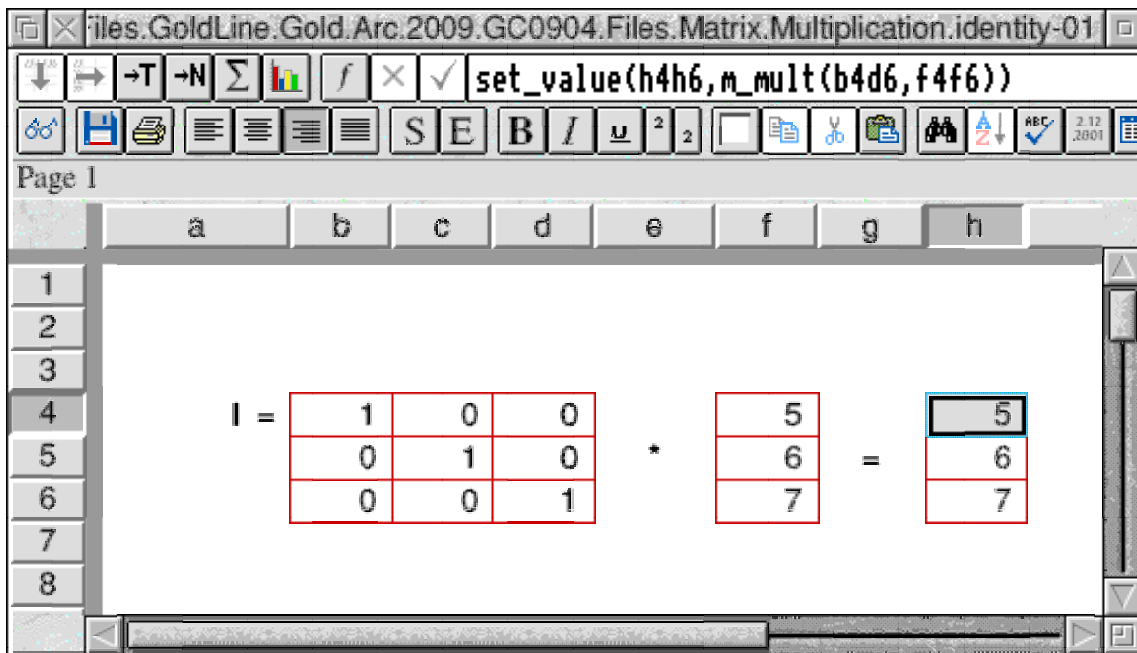 iles.GoldLine.Gold.Arc.2009.GC0904.Files.Matrix.Multiplication.identity-01
→T →N Σ f × ✓ set_value(h4h6,m_mult(b4d6,f4f6))
S E B I u 2 2 A Z ABC 2.12 2001
Page 1
a b c d e f g h
1
2
3
4 I = 1 0 0 5 5
5 0 1 0 * 6 = 6
6 0 0 1 7 7
7
8